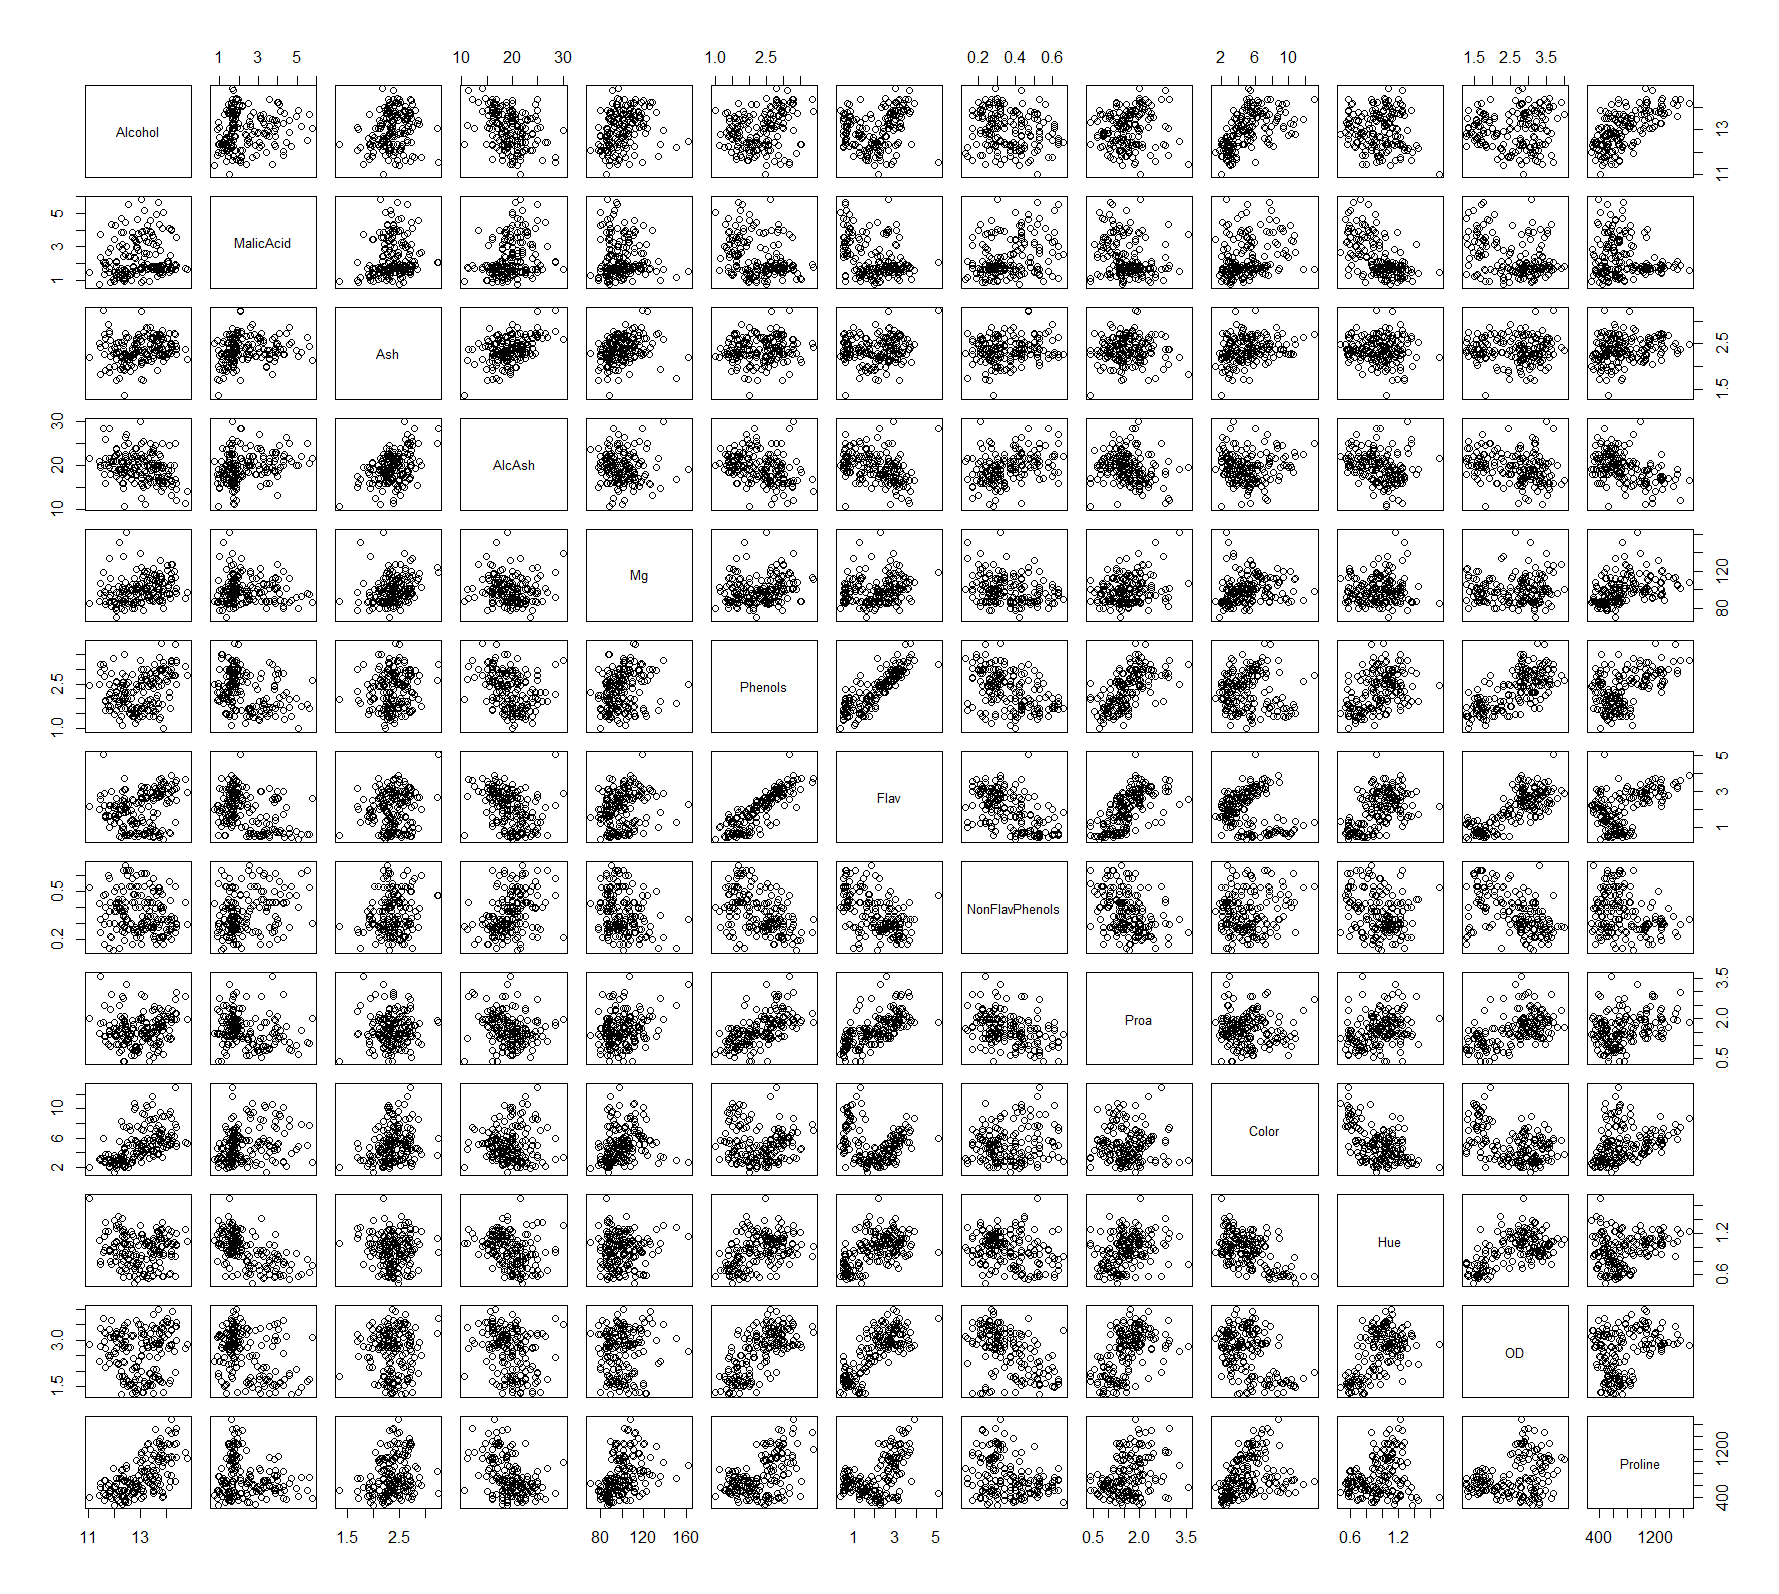 1 3 5 10 20 30 1.0 2.5 0.2 0.4 0.6 2 6 10 1.5 2.5 3.5
Alcohol 11 13
1 3 5 MalicAcid
Ash 1.5 2.5
10 20 30 AlcAsh
Mg 80 120
1.0 2.5 Phenols
Flav 1 3 5
0.2 0.5 NonFlavPhenols
Proa 0.5 2.0 3.5
2 6 10 Color
Hue 0.6 1.2
1.5 3.0 OD
Proline 400 1200
11 13 1.5 2.5 80 120 160 1 3 5 0.5 2.0 3.5 0.6 1.2 400 1200